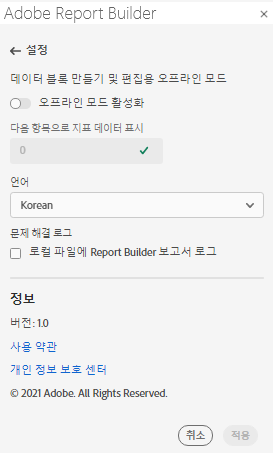 Adobe Report Builder
설정
데이터 블록 만들기 및 편집용 오프라인 모드
오프라인 모드 활성화
다음 항목으로 지표 데이터 표시
0
언어
Korean
문제 해결 로그
로컬 파일에 Report Builder 보고서 로그
정보
버전: 1.0
사용 약관
개인 정보 보호 센터
© 2021 Adobe. All Rights Reserved.
취소 적용